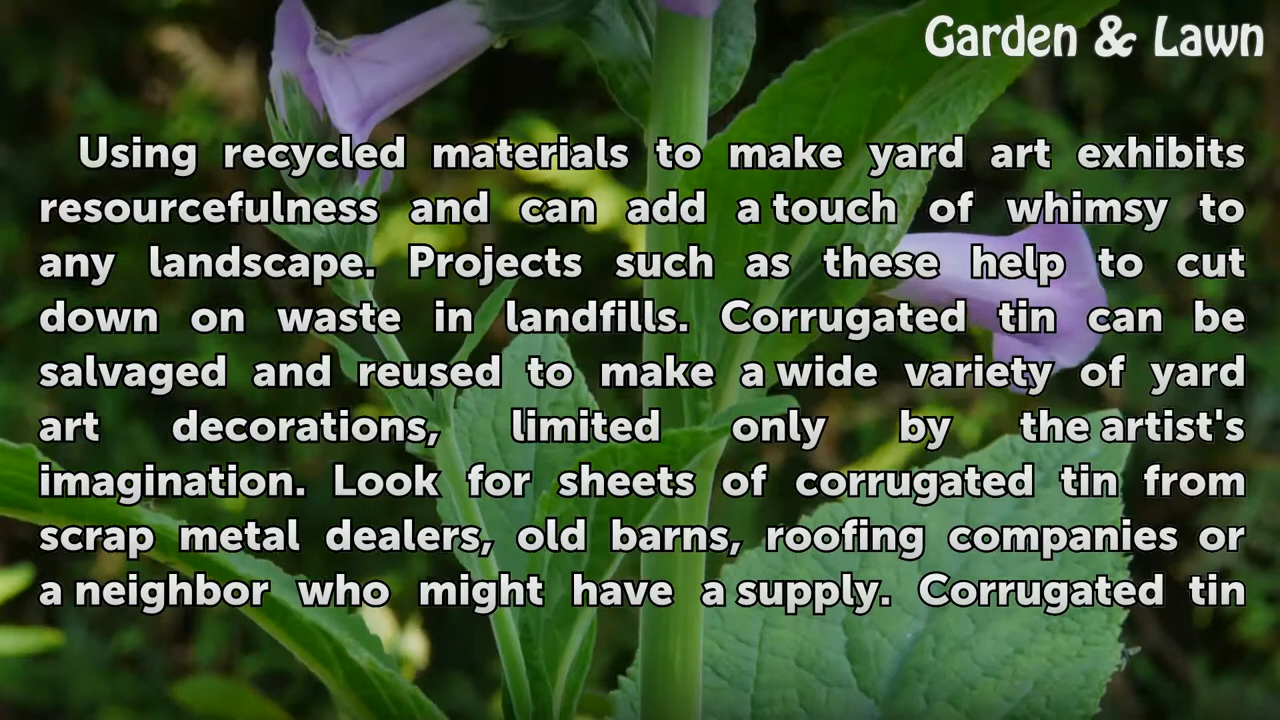 Garden & Lawn
Using recycled materials to make yard art exhibits
resourcefulness and can add a touch of whimsy to
any landscape. Projects such as these help to cut
down on waste in landfills. Corrugated tin can be
salvaged and reused to make a wide variety of yard
art decorations, limited only by the artist's
imagination. Look for sheets of corrugated tin from
scrap metal dealers, old barns, roofing companies or
a neighbor who might have a supply. Corrugated tin